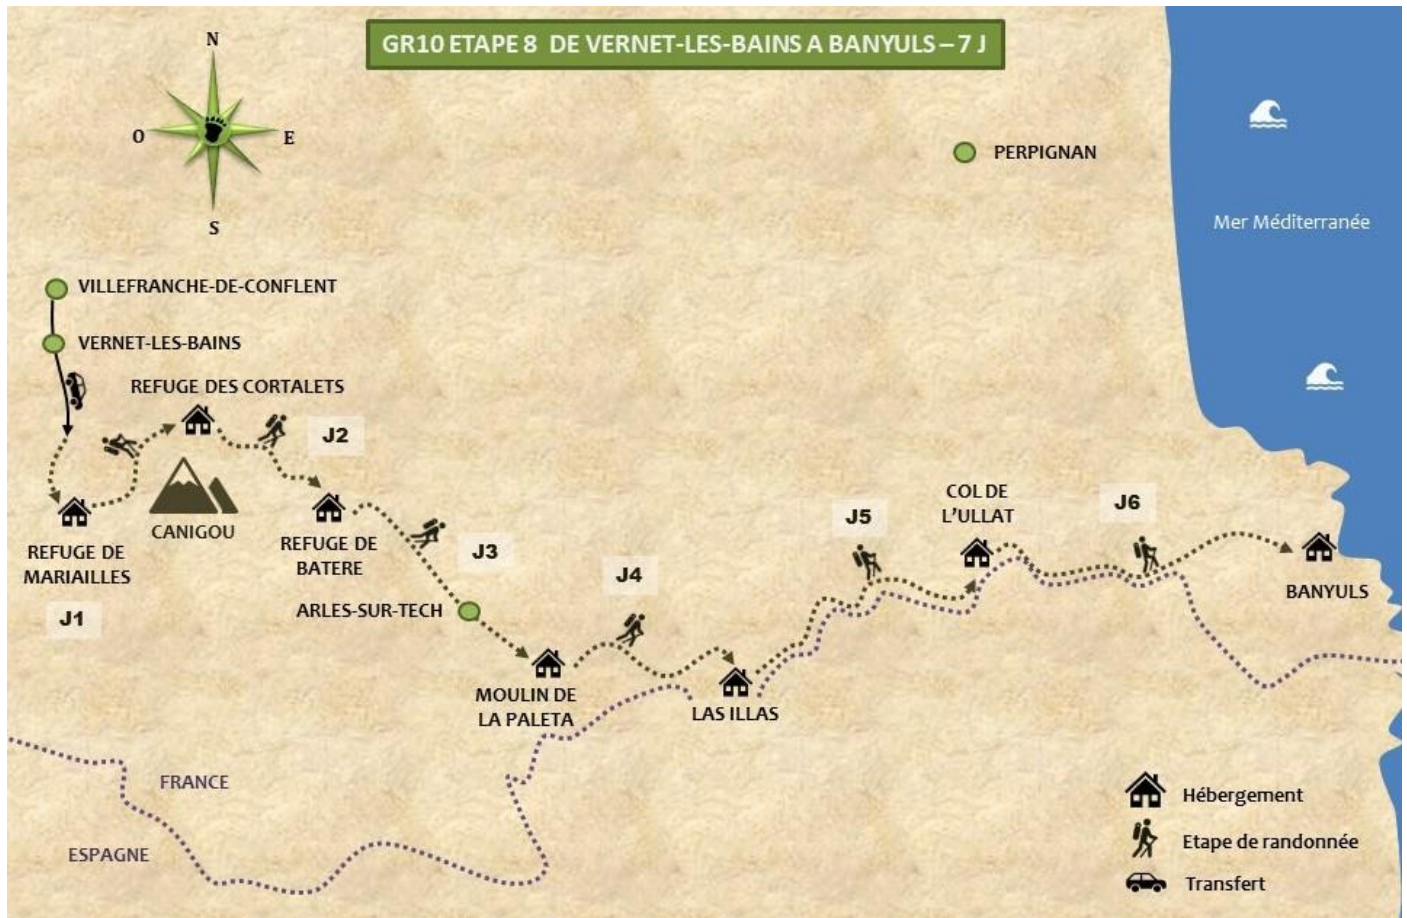 GR10 ETAPE 8 DE VERNET-LES-BAINS A BANYULS – 7 J
N
O
E
S
PERPIGNAN
Mer Méditerranée
VILLEFRANCHE-DE-CONFLENT
VERNET-LES-BAINS
REFUGE DES CORTALETS
J2
CANIGOU
REFUGE DE
MARIAILLES
J1
REFUGE DE
BATERE
J3
ARLES-SUR-TECH
J4
MOULIN DE
LA PALETA
LAS ILLAS
J5
COL DE
L'ULLAT
J6
BANYULS
FRANCE
ESPAGNE
Hébergement
Etape de randonnée
Transfert